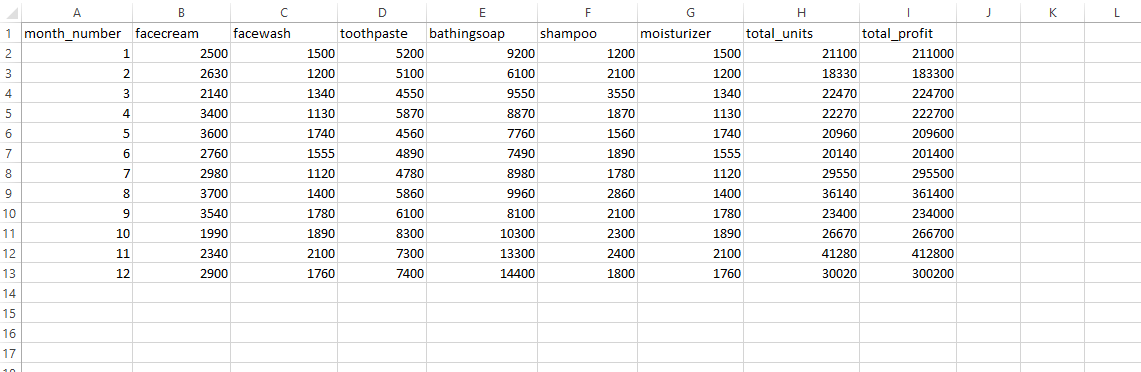 A B C D E F G H I J K L
1 month_number facecream facewash toothpaste bathingsoap shampoo moisturizer total_units total_profit
2 1 2500 1500 5200 9200 1200 1500 21100 211000
3 2 2630 1200 5100 6100 2100 1200 18330 183300
4 3 2140 1340 4550 9550 3550 1340 22470 224700
5 4 3400 1130 5870 8870 1870 1130 22270 222700
6 5 3600 1740 4560 7760 1560 1740 20960 209600
7 6 2760 1555 4890 7490 1890 1555 20140 201400
8 7 2980 1120 4780 8980 1780 1120 29550 295500
9 8 3700 1400 5860 9960 2860 1400 36140 361400
10 9 3540 1780 6100 8100 2100 1780 23400 234000
11 10 1990 1890 8300 10300 2300 1890 26670 266700
12 11 2340 2100 7300 13300 2400 2100 41280 412800
13 12 2900 1760 7400 14400 1800 1760 30020 300200
14
15
16
17